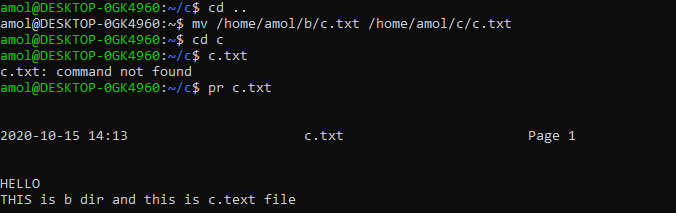 amol@DESKTOP-0GK4960:~/c$ cd ..
amol@DESKTOP-0GK4960:~$ mv /home/amol/b/c.txt /home/amol/c/c.txt
amol@DESKTOP-0GK4960:~$ cd c
amol@DESKTOP-0GK4960:~/c$ c.txt
c.txt: command not found
amol@DESKTOP-0GK4960:~/c$ pr c.txt
2020-10-15 14:13 c.txt Page 1
HELLO
THIS is b dir and this is c.text file